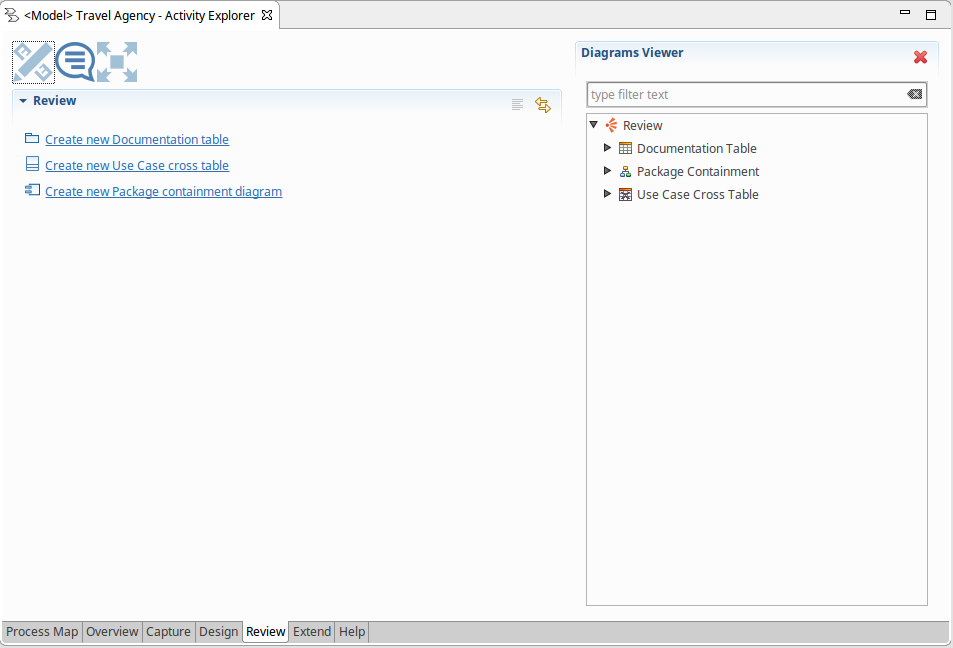 <Model> Travel Agency - Activity Explorer
Diagrams Viewer
type filter text
Review
Create new Documentation table
Create new Use Case cross table
Create new Package containment diagram
Review
Documentation Table
Package Containment
Use Case Cross Table
Process Map Overview Capture Design Review Extend Help